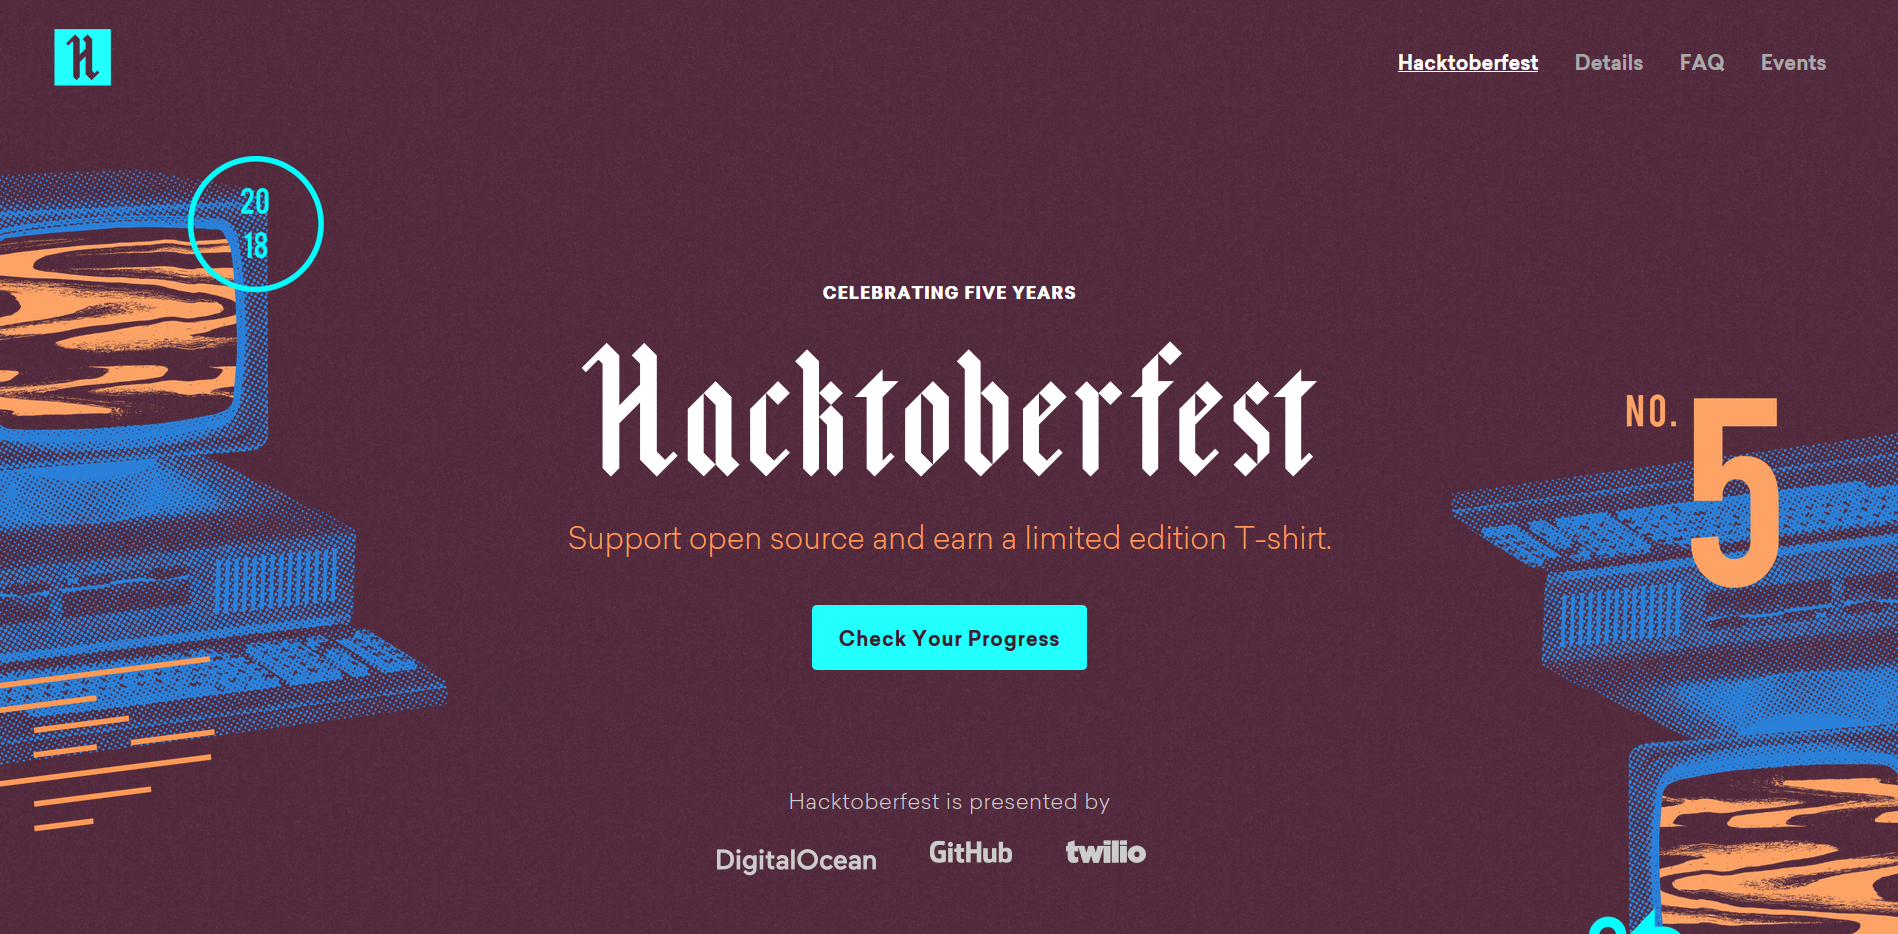 H
Hacktoberfest Details FAQ Events
20
18
CELEBRATING FIVE YEARS
Hacktoberfest
NO. 5
Support open source and earn a limited edition T-shirt.
Check Your Progress
Hacktoberfest is presented by
DigitalOcean GitHub twilio